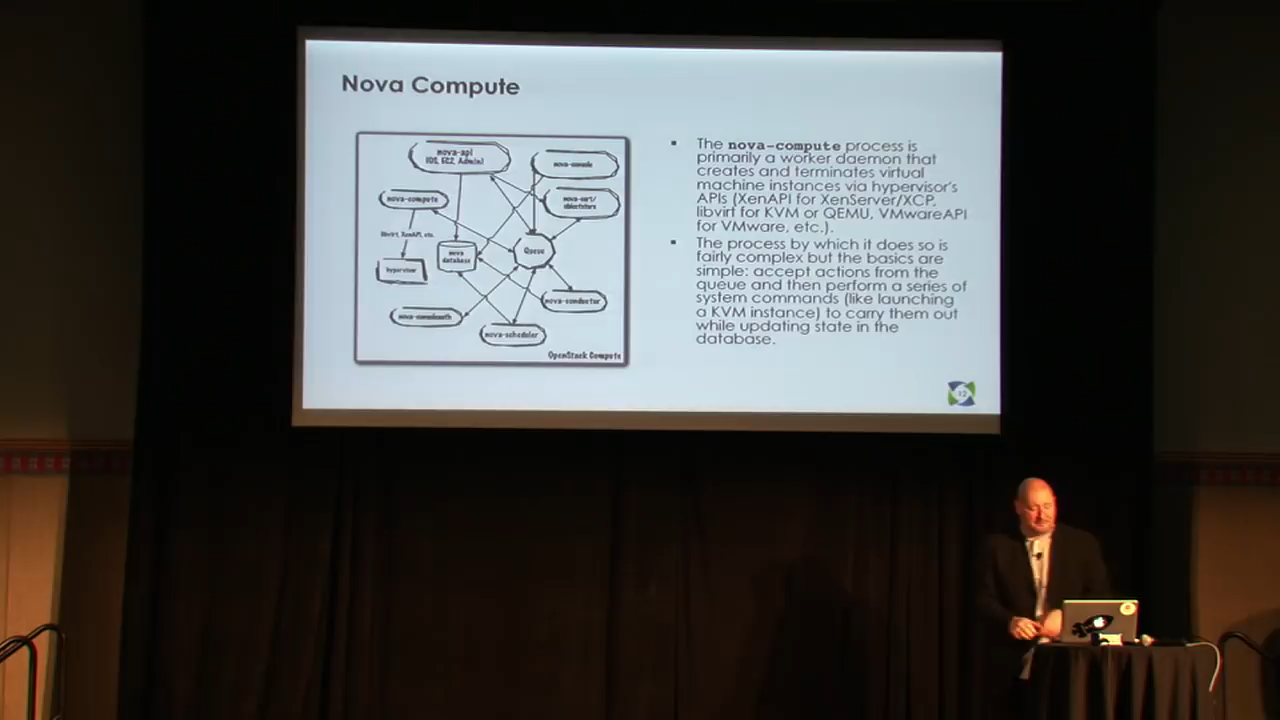 Nova Compute
nova-api
(OS, EC2, Admin)
nova-console
nova-compute
nova-cert/
objectstore
libvirt, XenAPI, etc.
nova
database
Queue
hypervisor
nova-conductor
nova-consoleauth
nova-scheduler
OpenStack Compute
The nova-compute process is
primarily a worker daemon that
creates and terminates virtual
machine instances via hypervisor's
APIs (XenAPI for XenServer/XCP,
libvirt for KVM or QEMU, VMwareAPI
for VMware, etc.).
The process by which it does so is
fairly complex but the basics are
simple: accept actions from the
queue and then perform a series of
system commands (like launching
a KVM instance) to carry them out
while updating state in the
database.
12